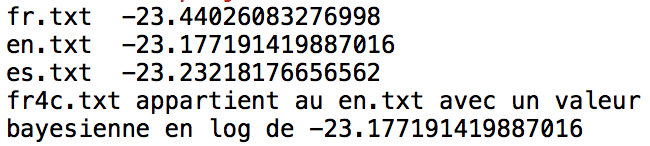 fr.txt -23.44026083276998
en.txt -23.177191419887016
es.txt -23.23218176656562
fr4c.txt appartient au en.txt avec un valeur
bayesienne en log de -23.177191419887016